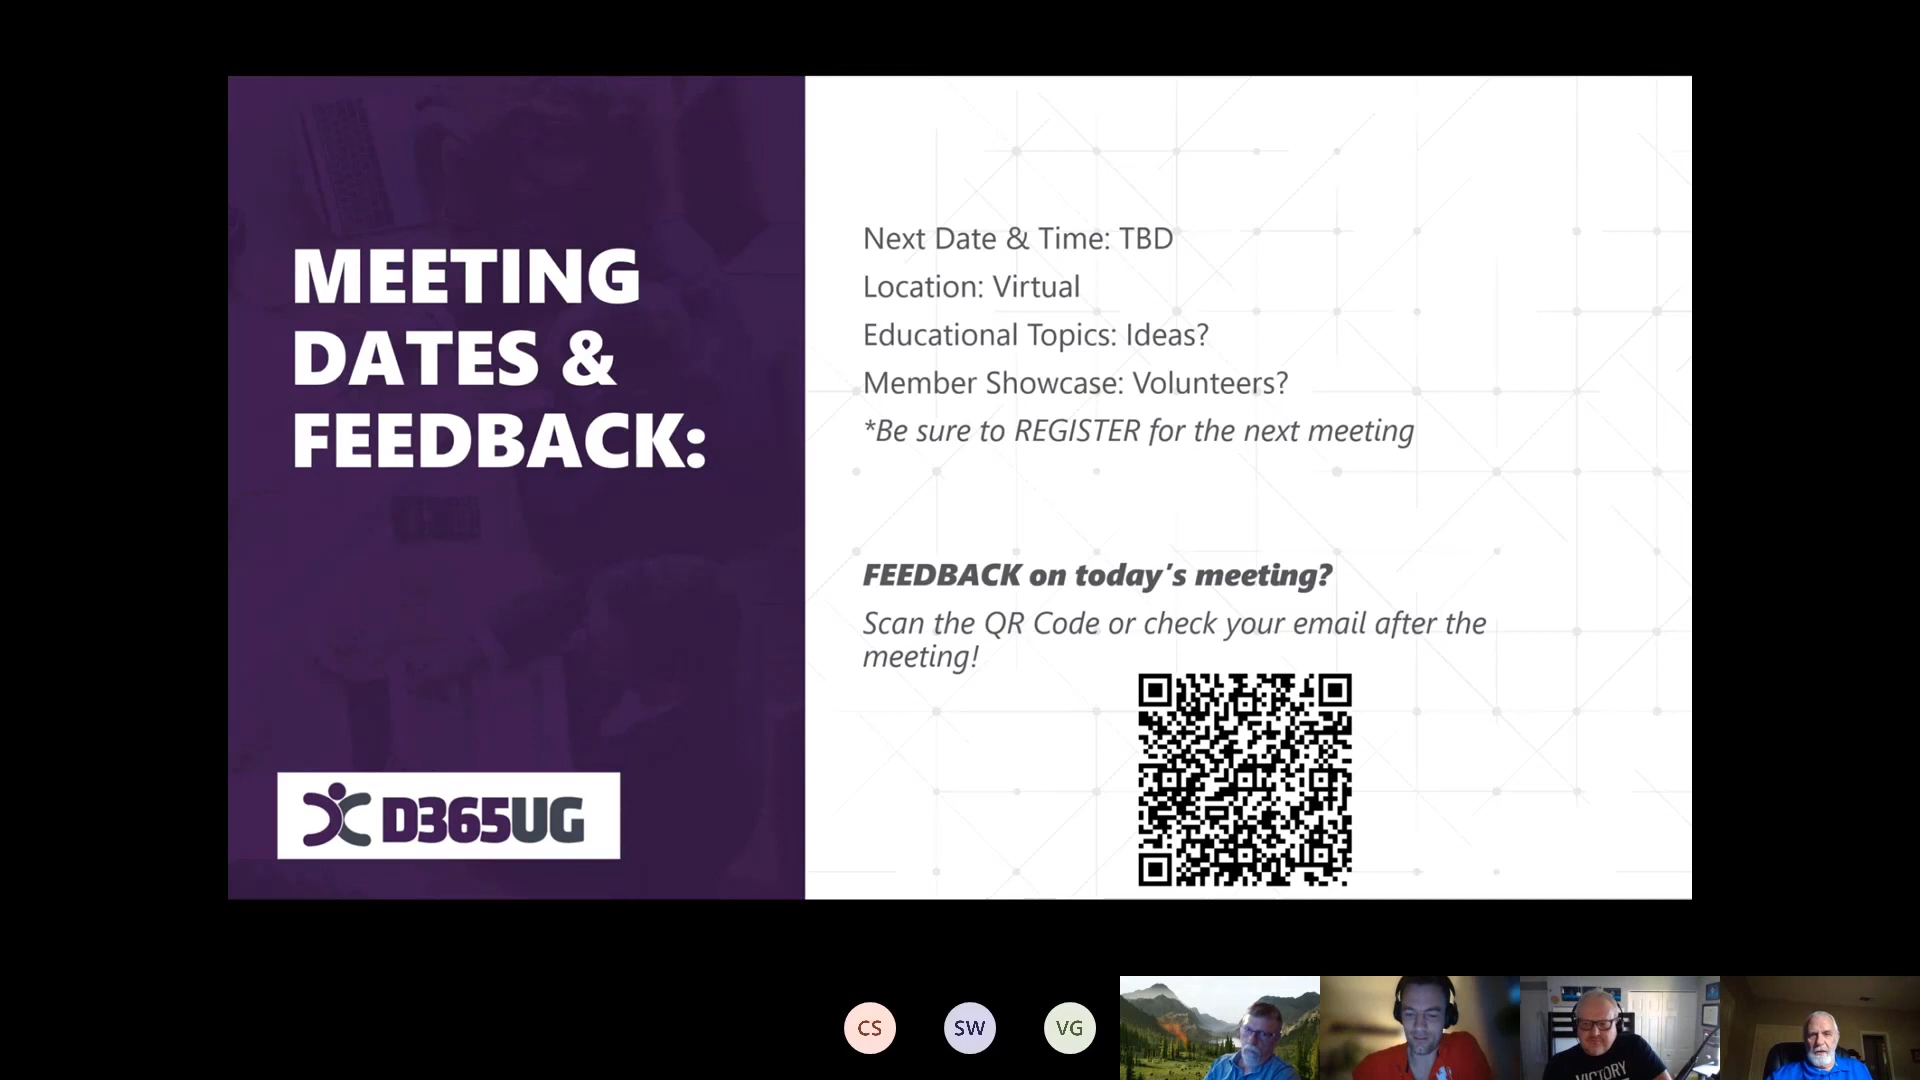 MEETING
DATES &
FEEDBACK:
Next Date & Time: TBD
Location: Virtual
Educational Topics: Ideas?
Member Showcase: Volunteers?
*Be sure to REGISTER for the next meeting
FEEDBACK on today's meeting?
Scan the QR Code or check your email after the
meeting!
D365UG
CS
SW
VG
VICTORY